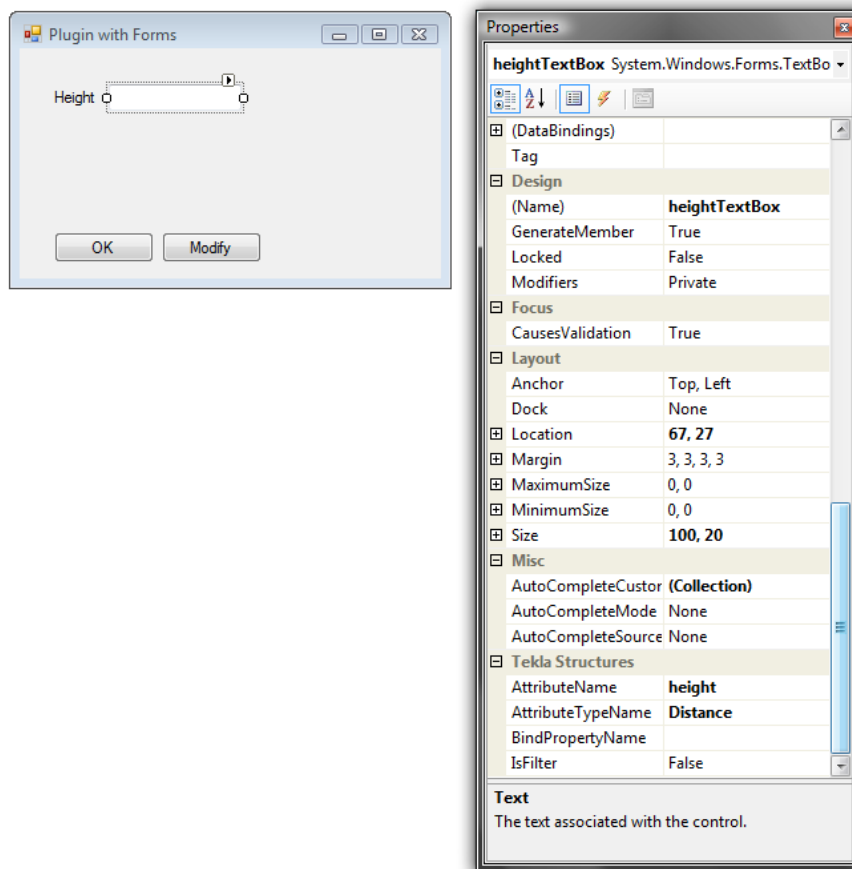 Plugin with Forms
Height
OK Modify
Properties
heightTextBox System.Windows.Forms.TextBo
(DataBindings)
Tag
Design
(Name) heightTextBox
GenerateMember True
Locked False
Modifiers Private
Focus
CausesValidation True
Layout
Anchor Top, Left
Dock None
Location 67, 27
Margin 3, 3, 3, 3
MaximumSize 0, 0
MinimumSize 0, 0
Size 100, 20
Misc
AutoCompleteCustor (Collection)
AutoCompleteMode None
AutoCompleteSource None
Tekla Structures
AttributeName height
AttributeTypeName Distance
BindPropertyName
IsFilter False
Text
The text associated with the control.